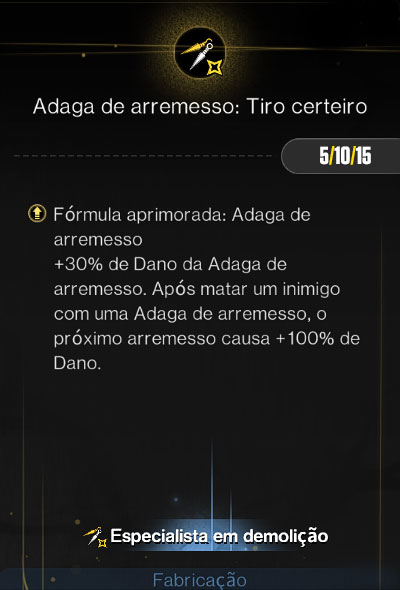 Adaga de arremesso: Tiro certeiro
5/10/15
Fórmula aprimorada: Adaga de
arremesso
+30% de Dano da Adaga de
arremesso. Após matar um inimigo
com uma Adaga de arremesso, o
próximo arremesso causa +100% de
Dano.
Especialista em demolição
Fabricação